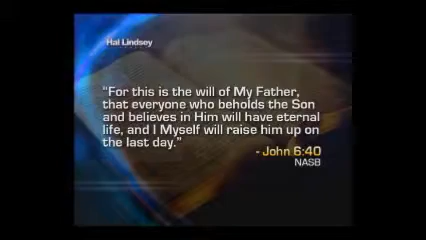 Hal Lindsey
“For this is the will of My Father,
that everyone who beholds the Son
and believes in Him will have eternal
life, and I Myself will raise him up on
the last day.”
- John 6:40
NASB